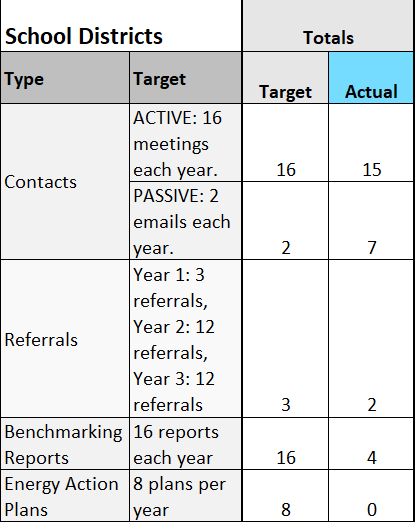 School Districts
Totals
Type
Target
Target
Actual
Contacts
ACTIVE: 16
meetings
each year.
16
15
PASSIVE: 2
emails each
year.
2
7
Referrals
Year 1: 3
referrals,
Year 2: 12
referrals,
Year 3: 12
referrals
3
2
Benchmarking
Reports
16 reports
each year
16
4
Energy Action
Plans
8 plans per
year
8
0